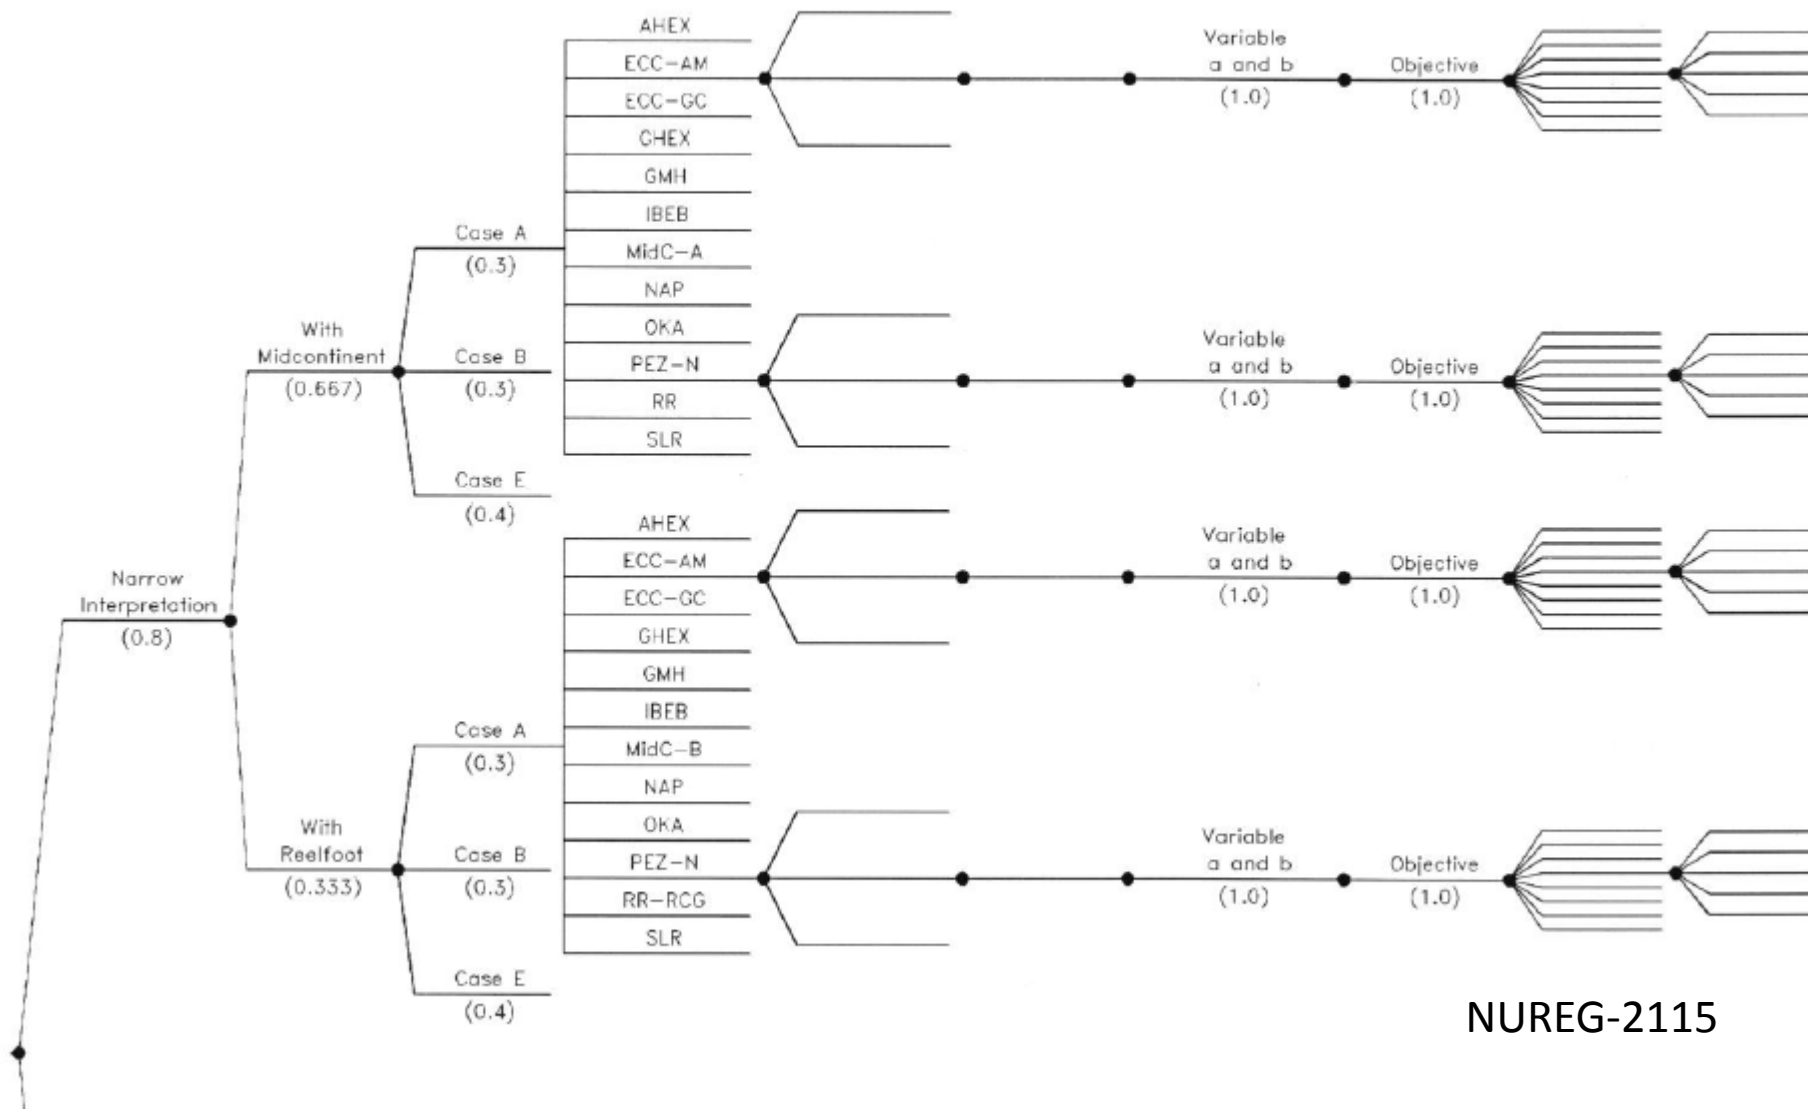 Narrow
Interpretation
(0.8)
With
Midcontinent
(0.667)
Case A
(0.3)
Case B
(0.3)
Case E
(0.4)
AHEX
ECC-AM
ECC-GC
GHEX
GMH
IBEB
MidC-A
NAP
OKA
PEZ-N
RR
SLR
Variable
a and b
(1.0)
Objective
(1.0)
Variable
a and b
(1.0)
Objective
(1.0)
With
Reelfoot
(0.333)
Case A
(0.3)
Case B
(0.3)
Case E
(0.4)
AHEX
ECC-AM
ECC-GC
GHEX
GMH
IBEB
MidC-B
NAP
OKA
PEZ-N
RR-RCG
SLR
Variable
a and b
(1.0)
Objective
(1.0)
Variable
a and b
(1.0)
Objective
(1.0)
NUREG-2115